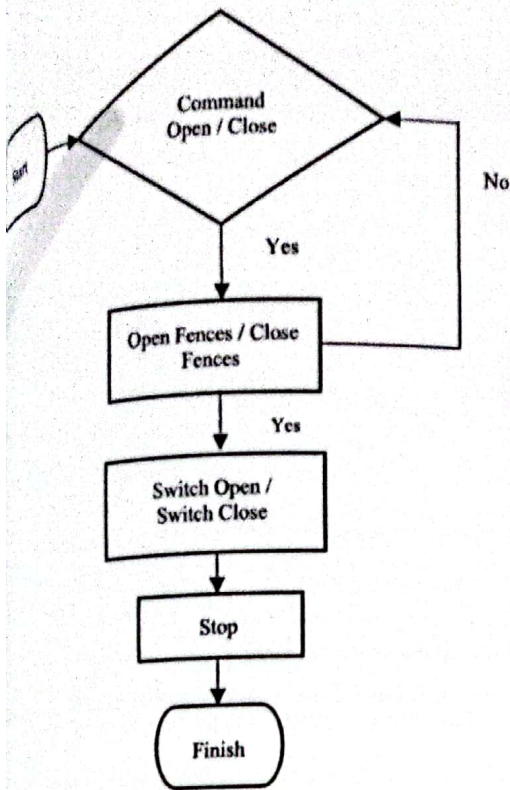 Command
Open / Close
Start
No
Yes
Open Fences / Close
Fences
Yes
Switch Open /
Switch Close
Stop
Finish